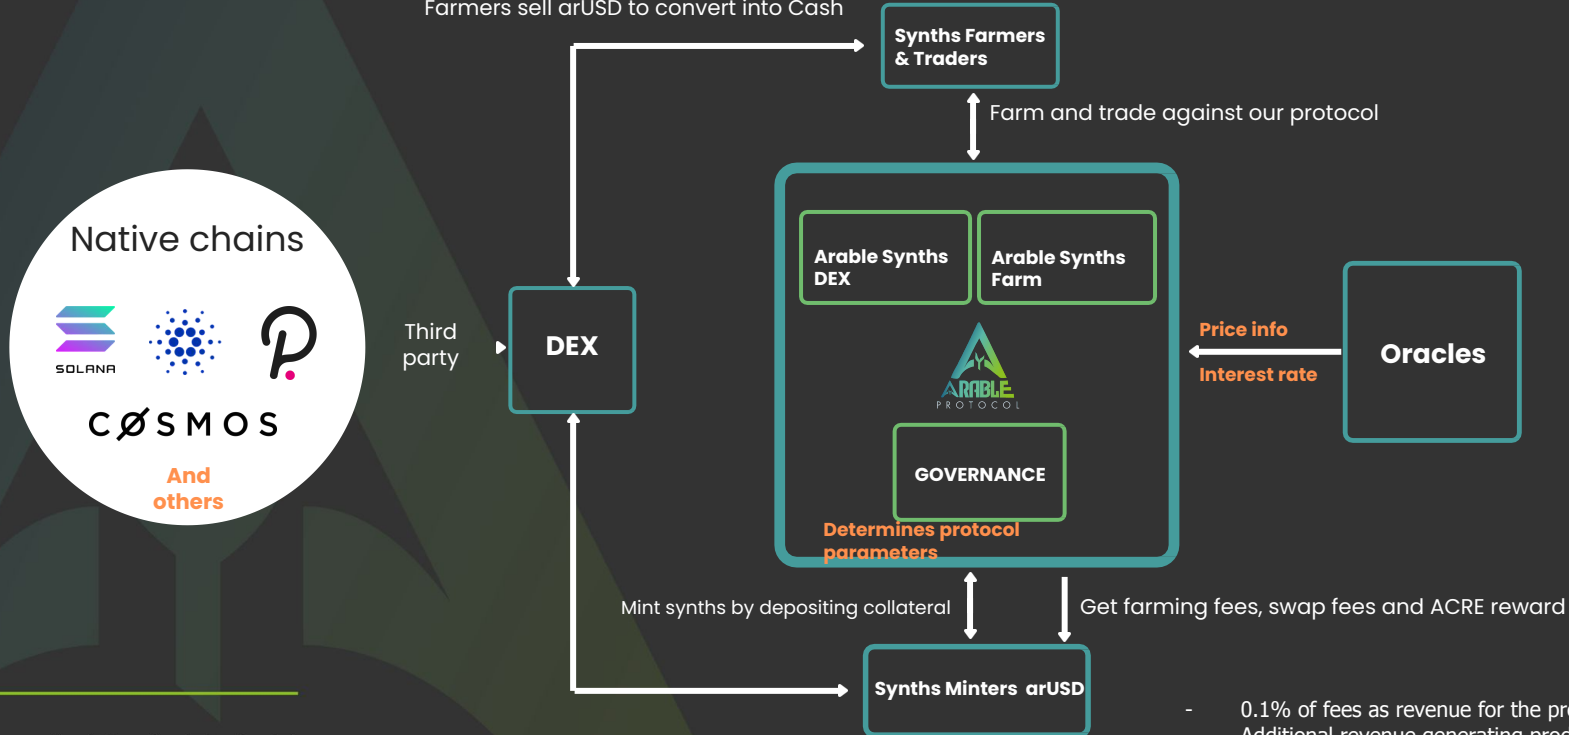 Farmers sell arUSD to convert into Cash
Synths Farmers
& Traders
Farm and trade against our protocol
Native chains
SOLANA
COSMOS
And
others
Third
party
DEX
Arable Synths
DEX
Arable Synths
Farm
ARABLE
PROTOCOL
GOVERNANCE
Determines protocol
parameters
Price info
Interest rate
Oracles
Mint synths by depositing collateral
Get farming fees, swap fees and ACRE reward
Synths Minters arUSD
- 0.1% of fees as revenue for the
Additional revenue generating